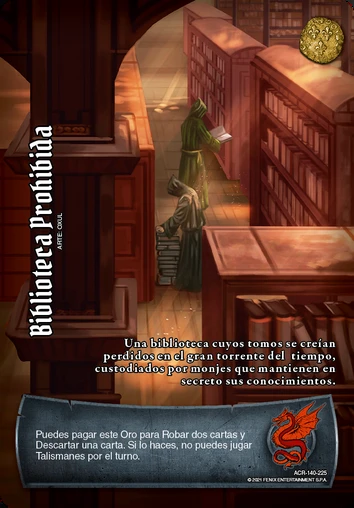 Biblioteca Prohibida
ARTE: OXUL
Una biblioteca cuyos tomos se creían
perdidos en el gran torrente del tiempo,
custodiados por monjes que mantienen en
secreto sus conocimientos.
Puedes pagar este Oro para Robar dos cartas y
Descartar una carta. Si lo haces, no puedes jugar
Talismanes por el turno.
ACR-140-225
© 2021 FENIX ENTERTAINMENT S.P.A.